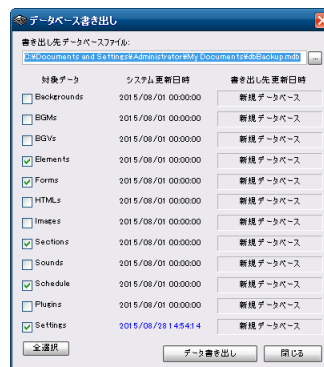 データベース書き出し
書き出し先データベースファイル:
C:¥Documents and Settings¥Administrator¥My Documents¥dbBackup.mdb ...
対象データ システム更新日時 書き出し先更新日時
Backgrounds 2015/08/01 00:00:00 新規データベース
BGMs 2015/08/01 00:00:00 新規データベース
BGVs 2015/08/01 00:00:00 新規データベース
Elements 2015/08/01 00:00:00 新規データベース
Forms 2015/08/01 00:00:00 新規データベース
HTMLs 2015/08/01 00:00:00 新規データベース
Images 2015/08/01 00:00:00 新規データベース
Sections 2015/08/01 00:00:00 新規データベース
Sounds 2015/08/01 00:00:00 新規データベース
Schedule 2015/08/01 00:00:00 新規データベース
Plugins 2015/08/01 00:00:00 新規データベース
Settings 2015/08/28 14:54:14 新規データベース
全選択
データ書き出し 閉じる